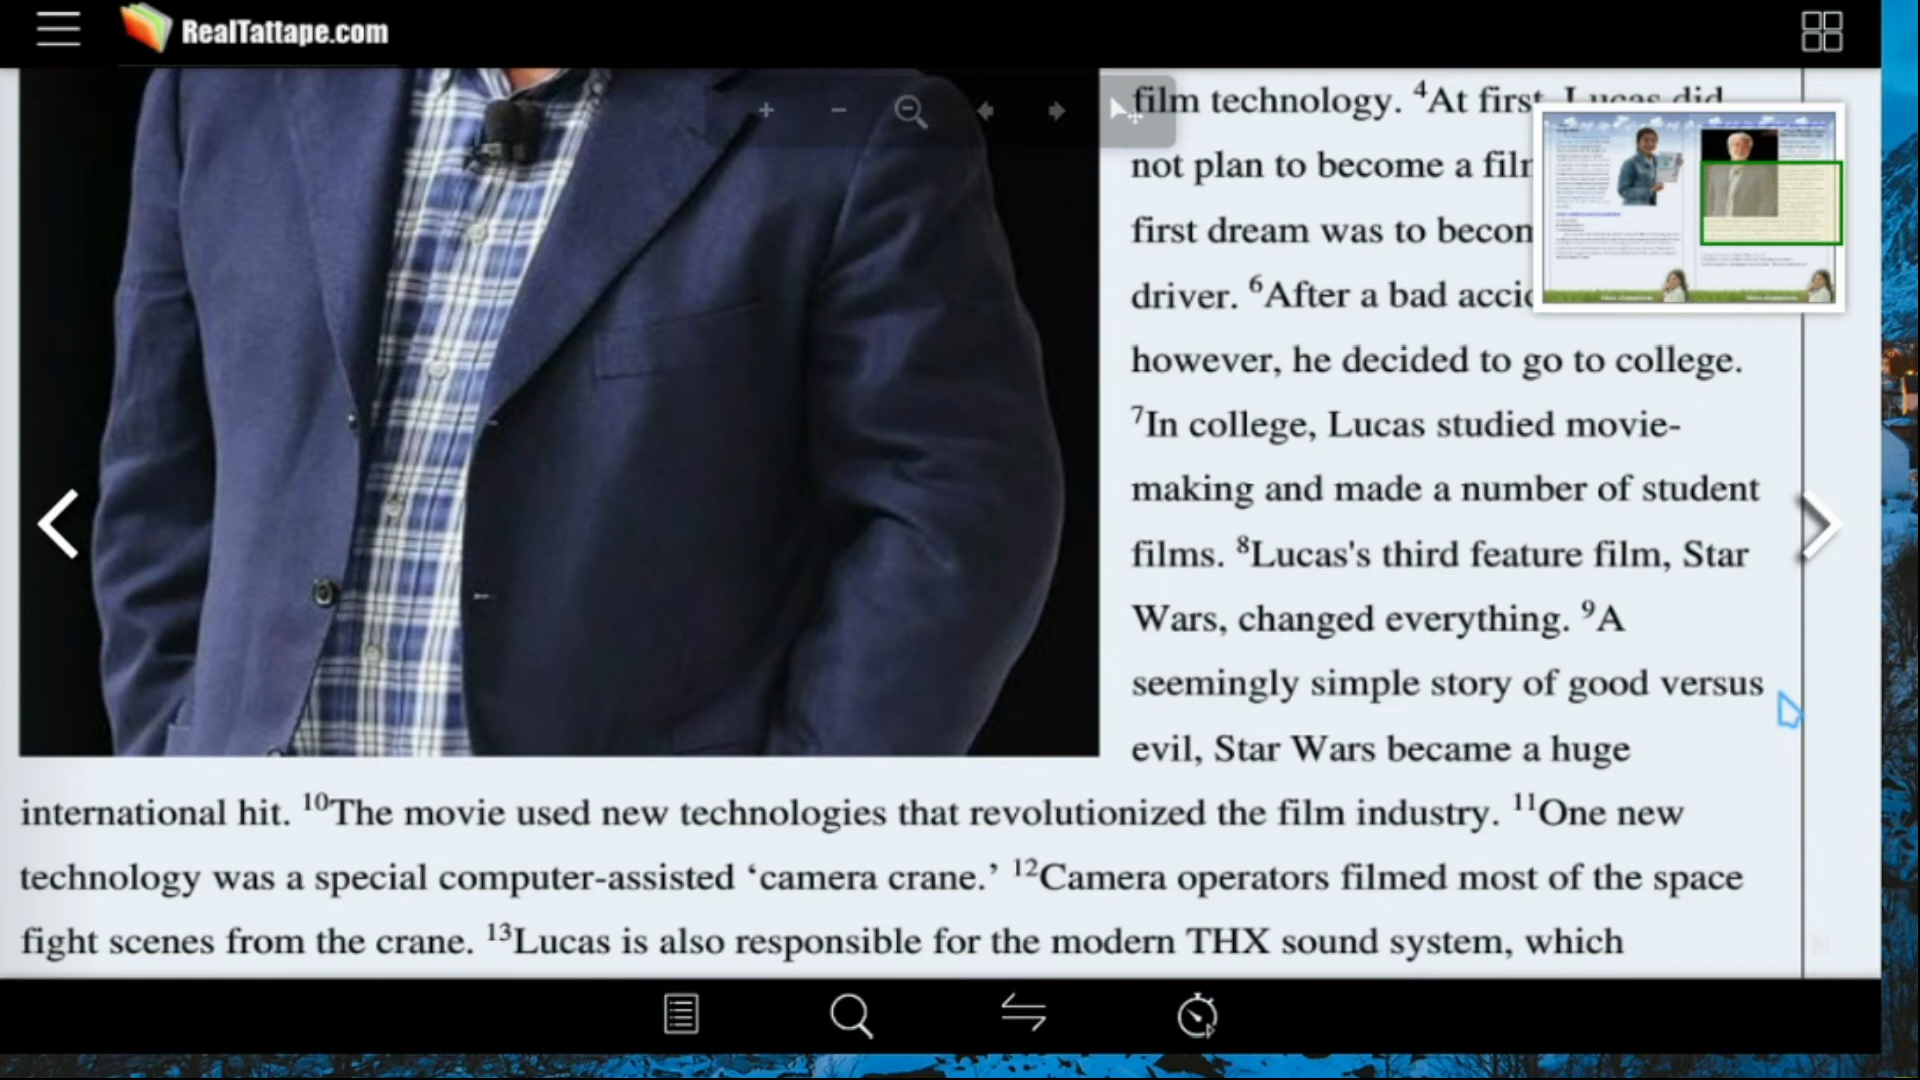 RealTattape.com
film technology. ⁴At first, Lucas did
not plan to become a
first dream was to
driver. ⁶After a bad
however, he decided to go to college.
⁷In college, Lucas studied movie-
making and made a number of student
films. ⁸Lucas's third feature film, Star
Wars, changed everything. ⁹A
seemingly simple story of good versus
evil, Star Wars became a huge
international hit. ¹⁰The movie used new technologies that revolutionized the film industry. ¹¹One new
technology was a special computer-assisted ‘camera crane.’ ¹²Camera operators filmed most of the space
fight scenes from the crane. ¹³Lucas is also responsible for the modern THX sound system, which